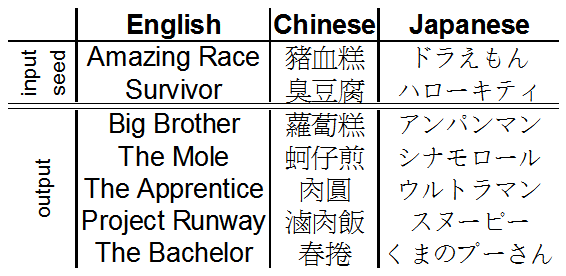 English Chinese Japanese
input seed
Amazing Race 豬血糕 ドラえもん
Survivor 臭豆腐 ハローキティ
output
Big Brother 蘿蔔糕 アンパンマン
The Mole 蚵仔煎 シナモロール
The Apprentice 肉圓 ウルトラマン
Project Runway 滷肉飯 スヌーピー
The Bachelor 春捲 くまのプーさん